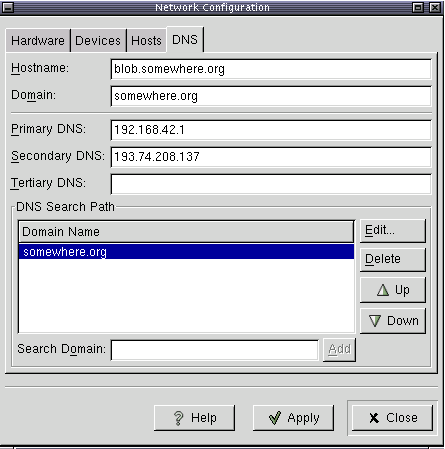 Network Configuration
Hardware Devices Hosts DNS
Hostname: blob.somewhere.org
Domain: somewhere.org
Primary DNS: 192.168.42.1
Secondary DNS: 193.74.208.137
Tertiary DNS:
DNS Search Path
Domain Name Edit...
somewhere.org Delete
Up
Down
Search Domain: Add
Help Apply Close